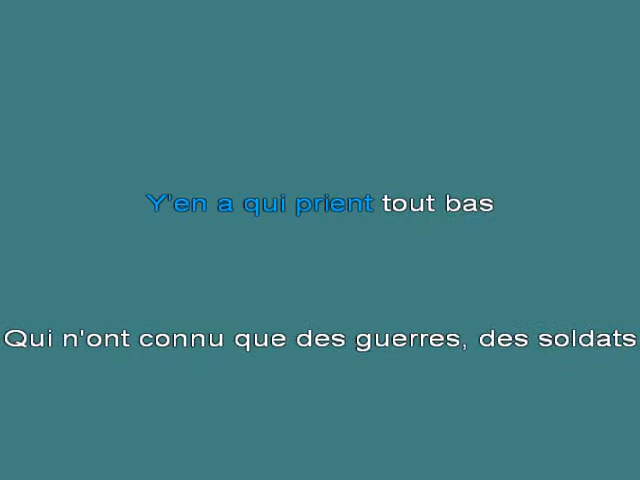 Y'en a qui prient tout bas
Qui n'ont connu que des guerres, des soldats